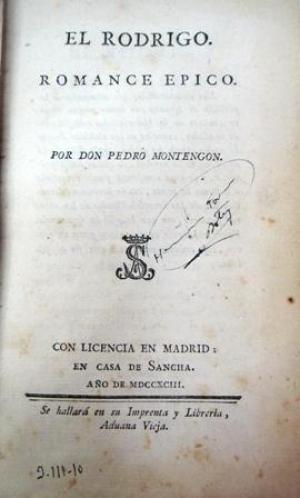 EL RODRIGO.
ROMANCE EPICO.
POR DON PEDRO MONTENGON.
CON LICENCIA EN MADRID:
EN CASA DE SANCHA.
AÑO DE MDCCXCIII.
Se hallará en su Imprenta y Libreria,
Aduana Vieja.